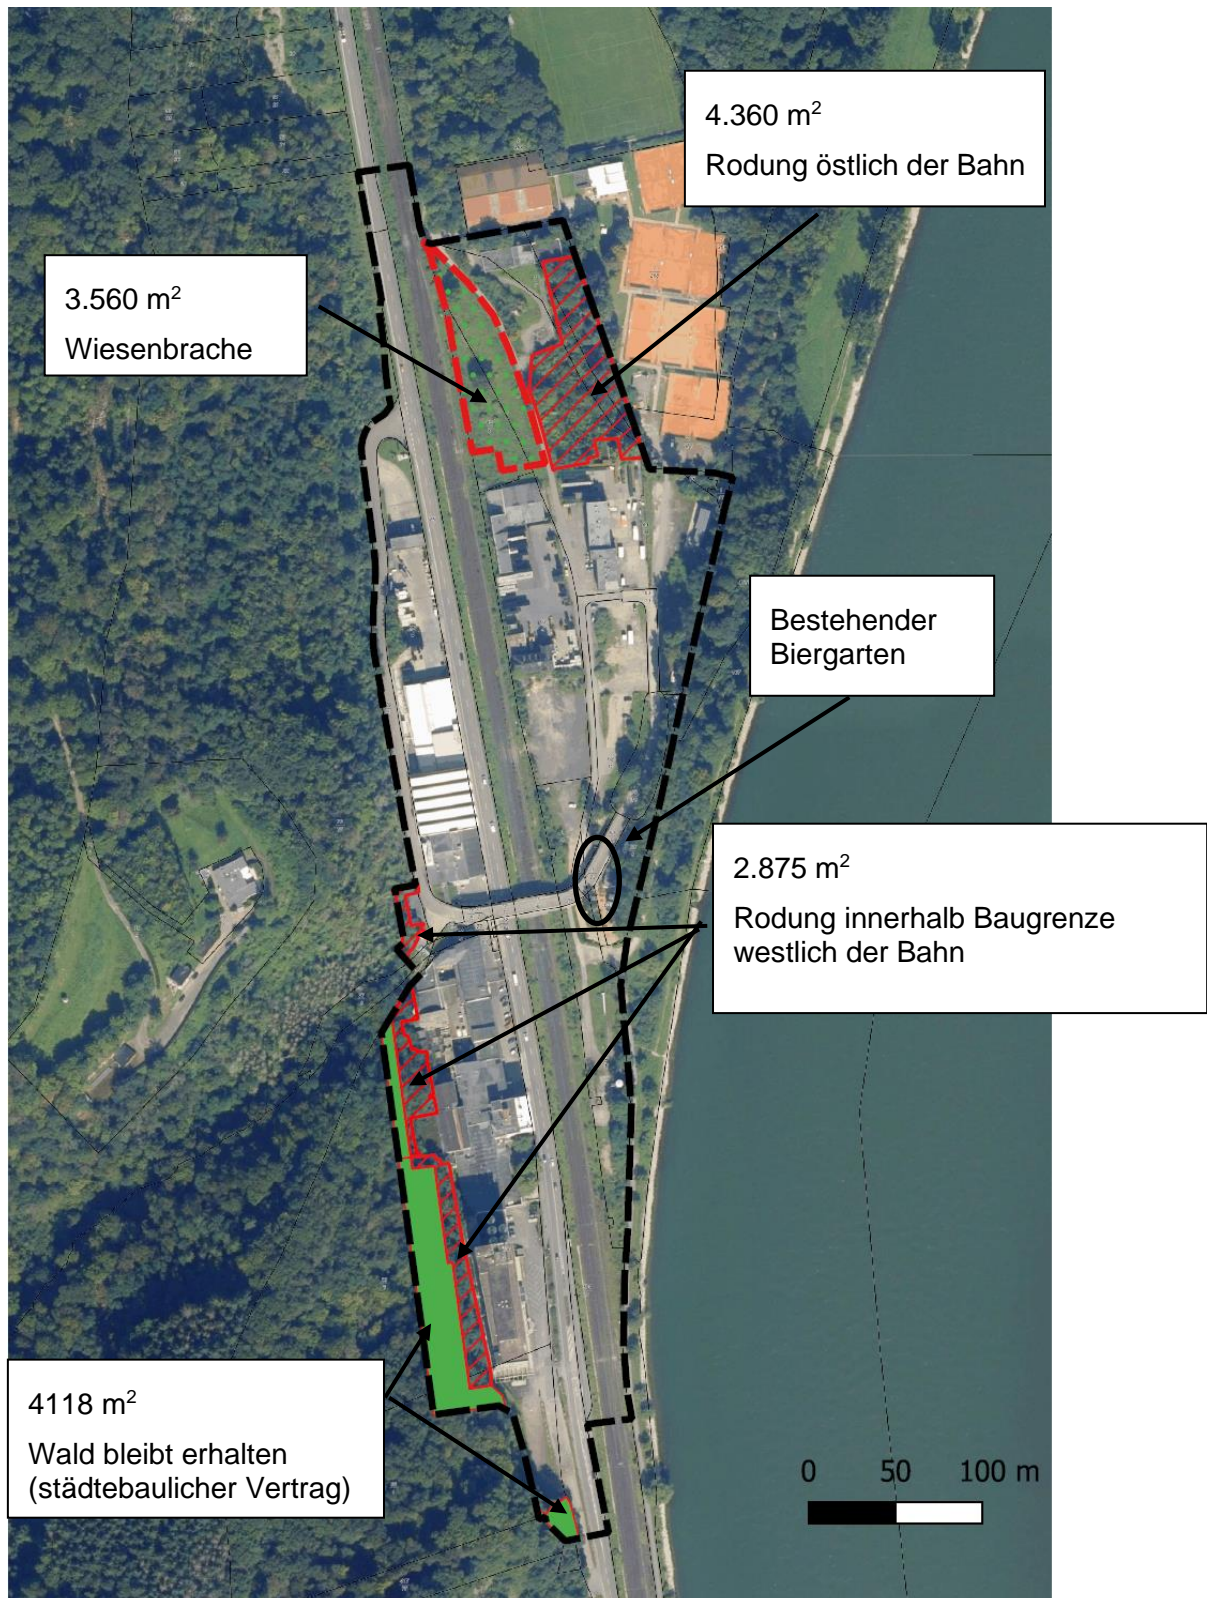 4.360 m²
Rodung östlich der Bahn
3.560 m²
Wiesenbrache
Bestehender
Biergarten
2.875 m²
Rodung innerhalb Baugrenze
westlich der Bahn
4118 m²
Wald bleibt erhalten
(städtebaulicher Vertrag)
0 50 100 m